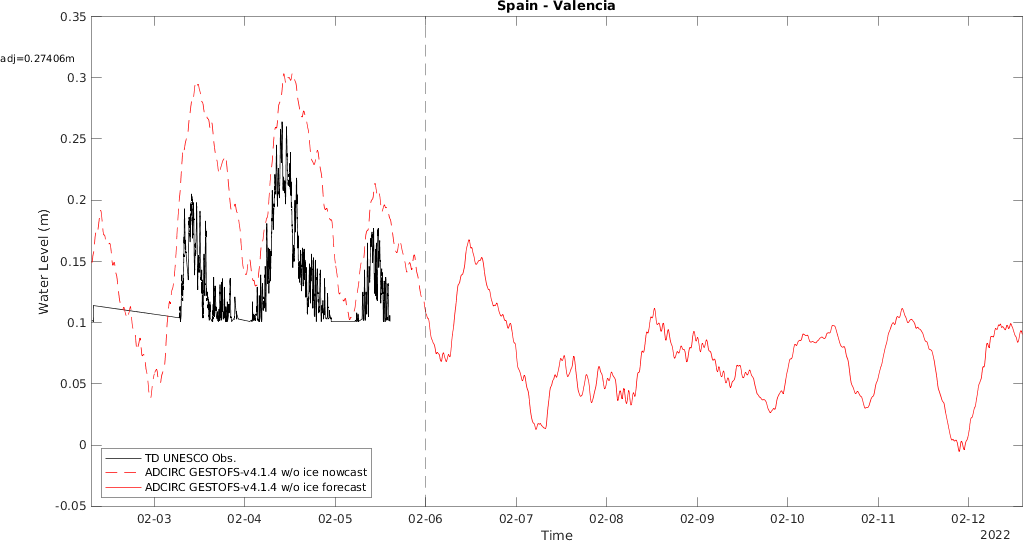 Spain - Valencia
adj=0.27406m
0.35
0.3
0.25
0.2
0.15
0.1
0.05
0
-0.05
Water Level (m)
TD UNESCO Obs.
ADCIRC GESTOFS-v4.1.4 w/o ice nowcast
ADCIRC GESTOFS-v4.1.4 w/o ice forecast
02-03 02-04 02-05 02-06 02-07 02-08 02-09 02-10 02-11 02-12
Time
2022